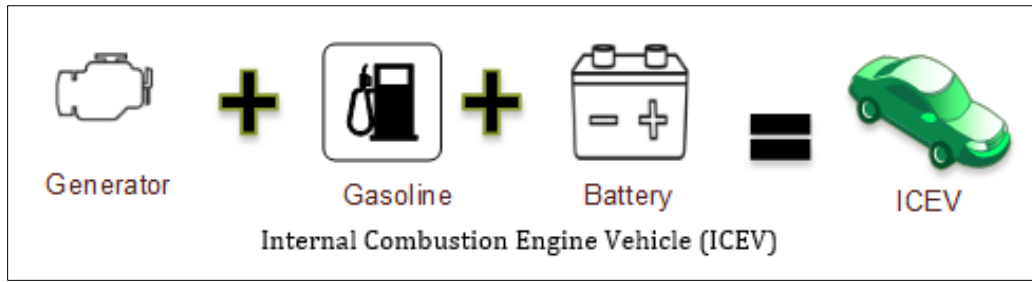 Generator
Gasoline
Battery
ICEV
Internal Combustion Engine Vehicle (ICEV)